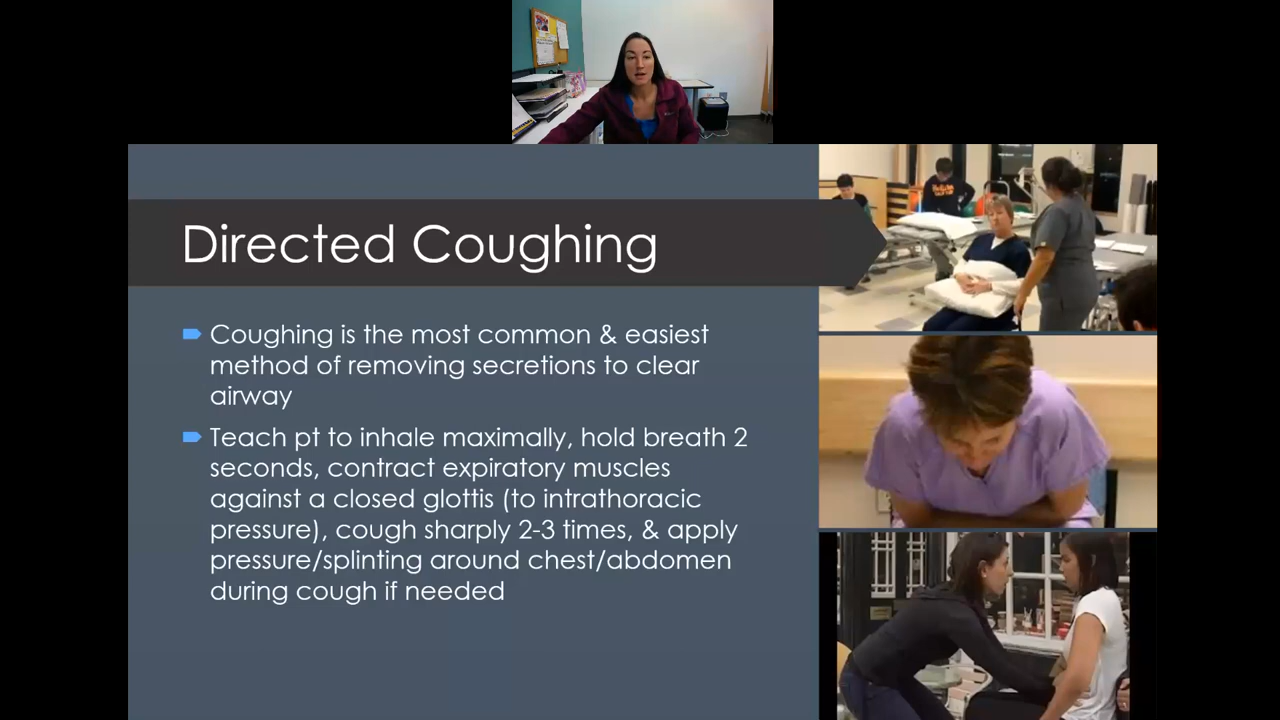 Directed Coughing
Coughing is the most common & easiest
method of removing secretions to clear
airway
Teach pt to inhale maximally, hold breath 2
seconds, contract expiratory muscles
against a closed glottis (to intrathoracic
pressure), cough sharply 2-3 times, & apply
pressure/splinting around chest/abdomen
during cough if needed